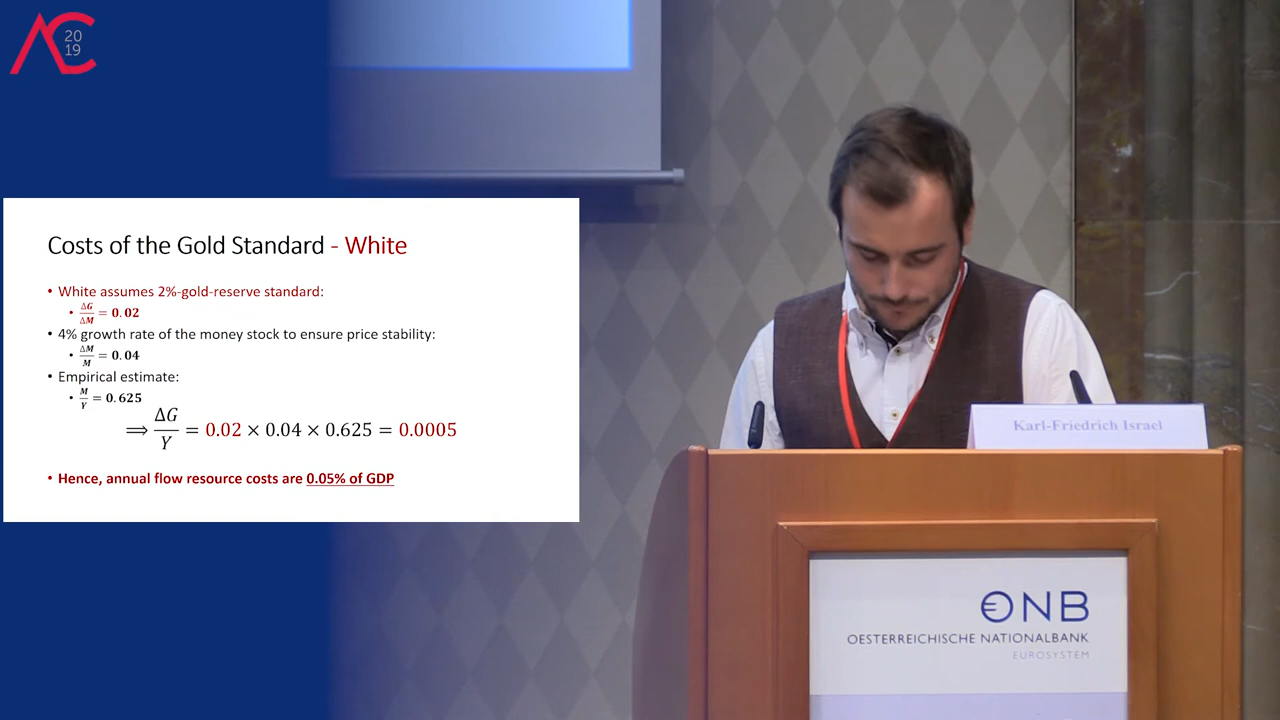 AC
20
19
Costs of the Gold Standard - White
• White assumes 2%-gold-reserve standard:
• ΔG/ΔM = 0.02
• 4% growth rate of the money stock to ensure price stability:
• ΔM/M = 0.04
• Empirical estimate:
• M/Y = 0.625
⟹ ΔG/Y = 0.02 × 0.04 × 0.625 = 0.0005
• Hence, annual flow resource costs are 0.05% of GDP
Karl-Friedrich Israel
€NB
OESTERREICHISCHE NATIONALBANK
EUROSYSTEM